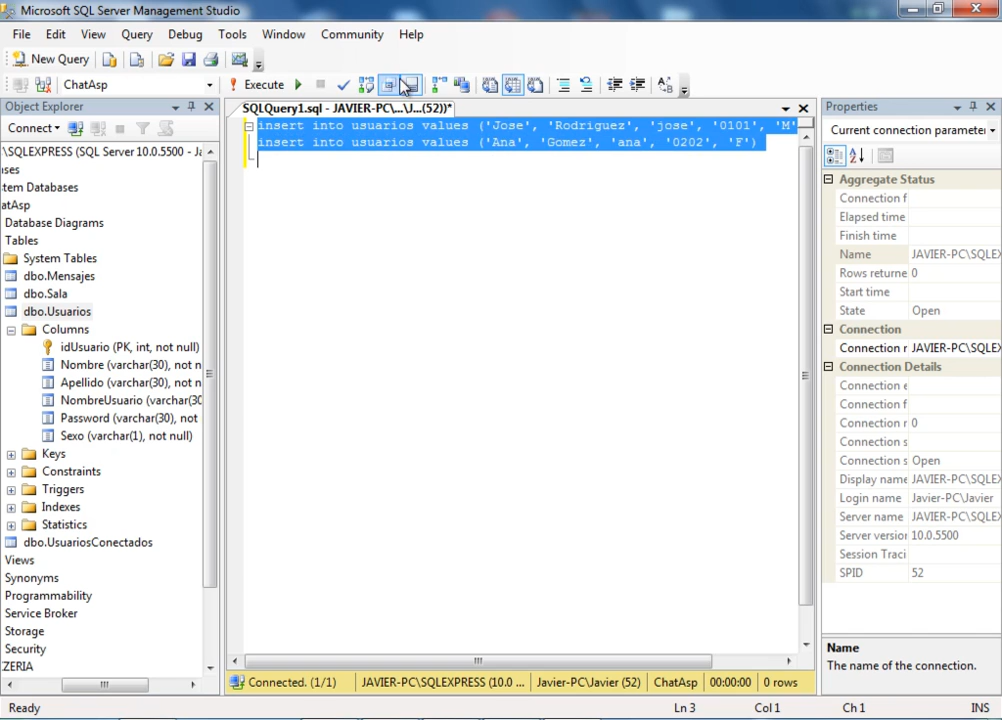 Microsoft SQL Server Management Studio
File Edit View Query Debug Tools Window Community Help
New Query
ChatAsp Execute
Object Explorer
SQLQuery1.sql - JAVIER-PC\...\J...(52))*
Properties
Connect
Current connection parameter
\SQLEXPRESS (SQL Server 10.0.5500 - Ja
ases
tem Databases
atAsp
Database Diagrams
Tables
System Tables
dbo.Mensajes
dbo.Sala
dbo.Usuarios
Columns
idUsuario (PK, int, not null)
Nombre (varchar(30), not n
Apellido (varchar(30), not n
NombreUsuario (varchar(30
Password (varchar(30), not
Sexo (varchar(1), not null)
Keys
Constraints
Triggers
Indexes
Statistics
dbo.UsuariosConectados
Views
Synonyms
Programmability
Service Broker
Storage
Security
ZERIA
insert into usuarios values ('Jose', 'Rodriguez', 'jose', '0101', 'M'
insert into usuarios values ('Ana', 'Gomez', 'ana', '0202', 'F')
Aggregate Status
Connection f
Elapsed time
Finish time
Name JAVIER-PC\SQLEX
Rows returne 0
Start time
State Open
Connection
Connection n JAVIER-PC\SQLEX
Connection Details
Connection e
Connection f
Connection r 0
Connection s
Connection s Open
Display name JAVIER-PC\SQLEX
Login name Javier-PC\Javier
Server name JAVIER-PC\SQLEX
Server version 10.0.5500
Session Traci
SPID 52
Name
The name of the connection.
Connected. (1/1) JAVIER-PC\SQLEXPRESS (10.0 ... Javier-PC\Javier (52) ChatAsp 00:00:00 0 rows
Ready Ln 3 Col 1 Ch 1 INS